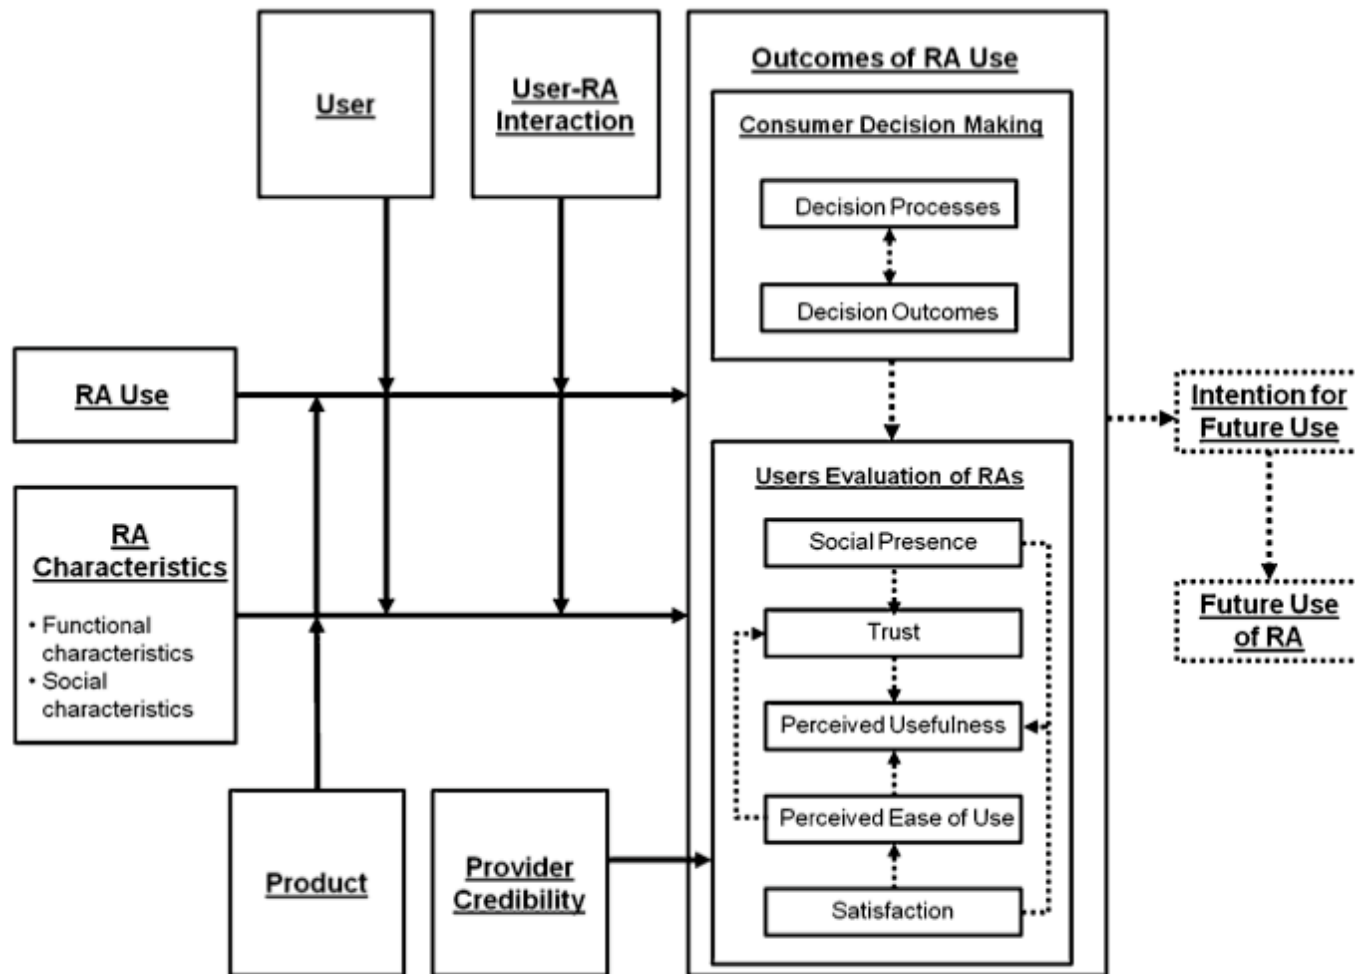 User
User-RA
Interaction
Outcomes of RA Use
Consumer Decision Making
Decision Processes
Decision Outcomes
RA Use
Intention for
Future Use
Users Evaluation of RAs
RA
Characteristics
• Functional
characteristics
• Social
characteristics
Social Presence
Trust
Perceived Usefulness
Perceived Ease of Use
Satisfaction
Future Use
of RA
Product
Provider
Credibility